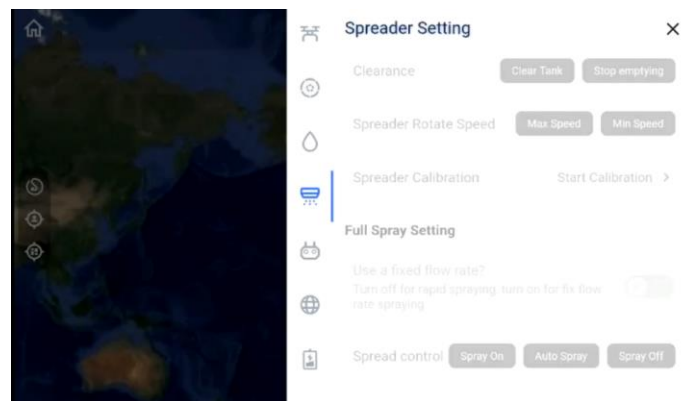 Spreader Setting
Clearance Clear Tank Stop emptying
Spreader Rotate Speed Max Speed Min Speed
Spreader Calibration Start Calibration >
Full Spray Setting
Use a fixed flow rate?
Turn off for rapid spraying, turn on for fix flow
rate spraying
Spread control Spray On Auto Spray Spray Off